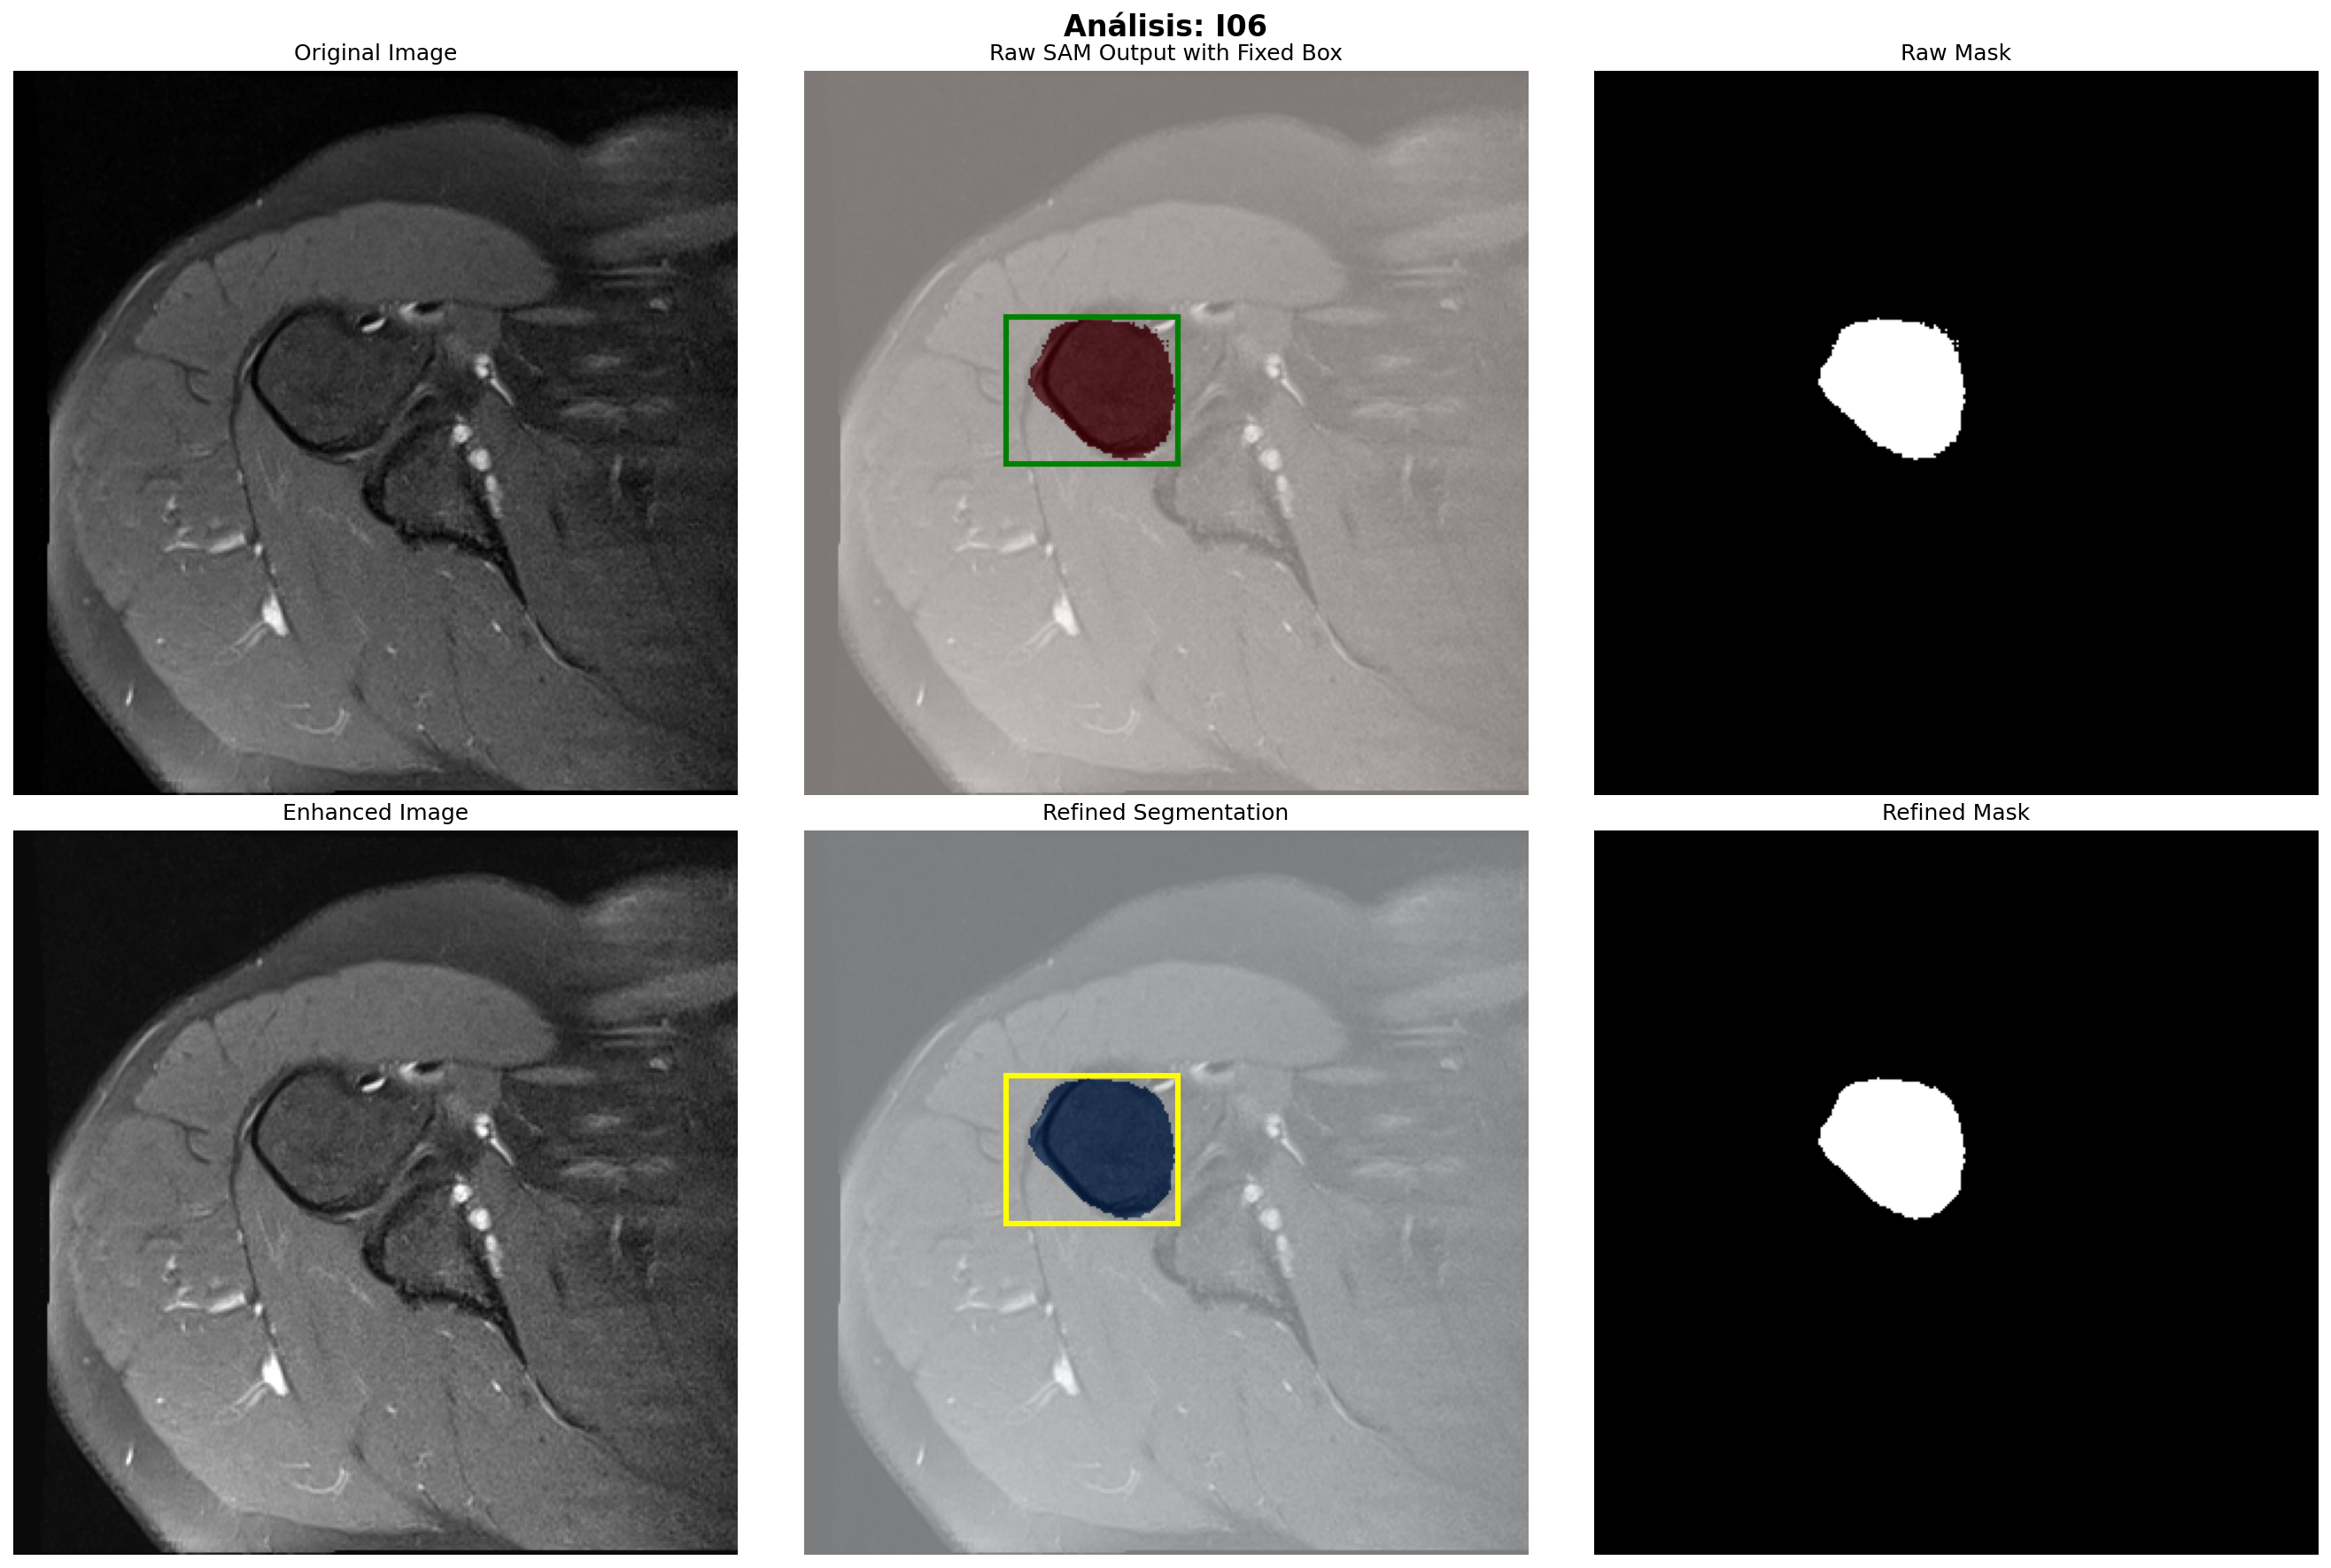 Análisis: I06
Original Image
Raw SAM Output with Fixed Box
Raw Mask
Enhanced Image
Refined Segmentation
Refined Mask